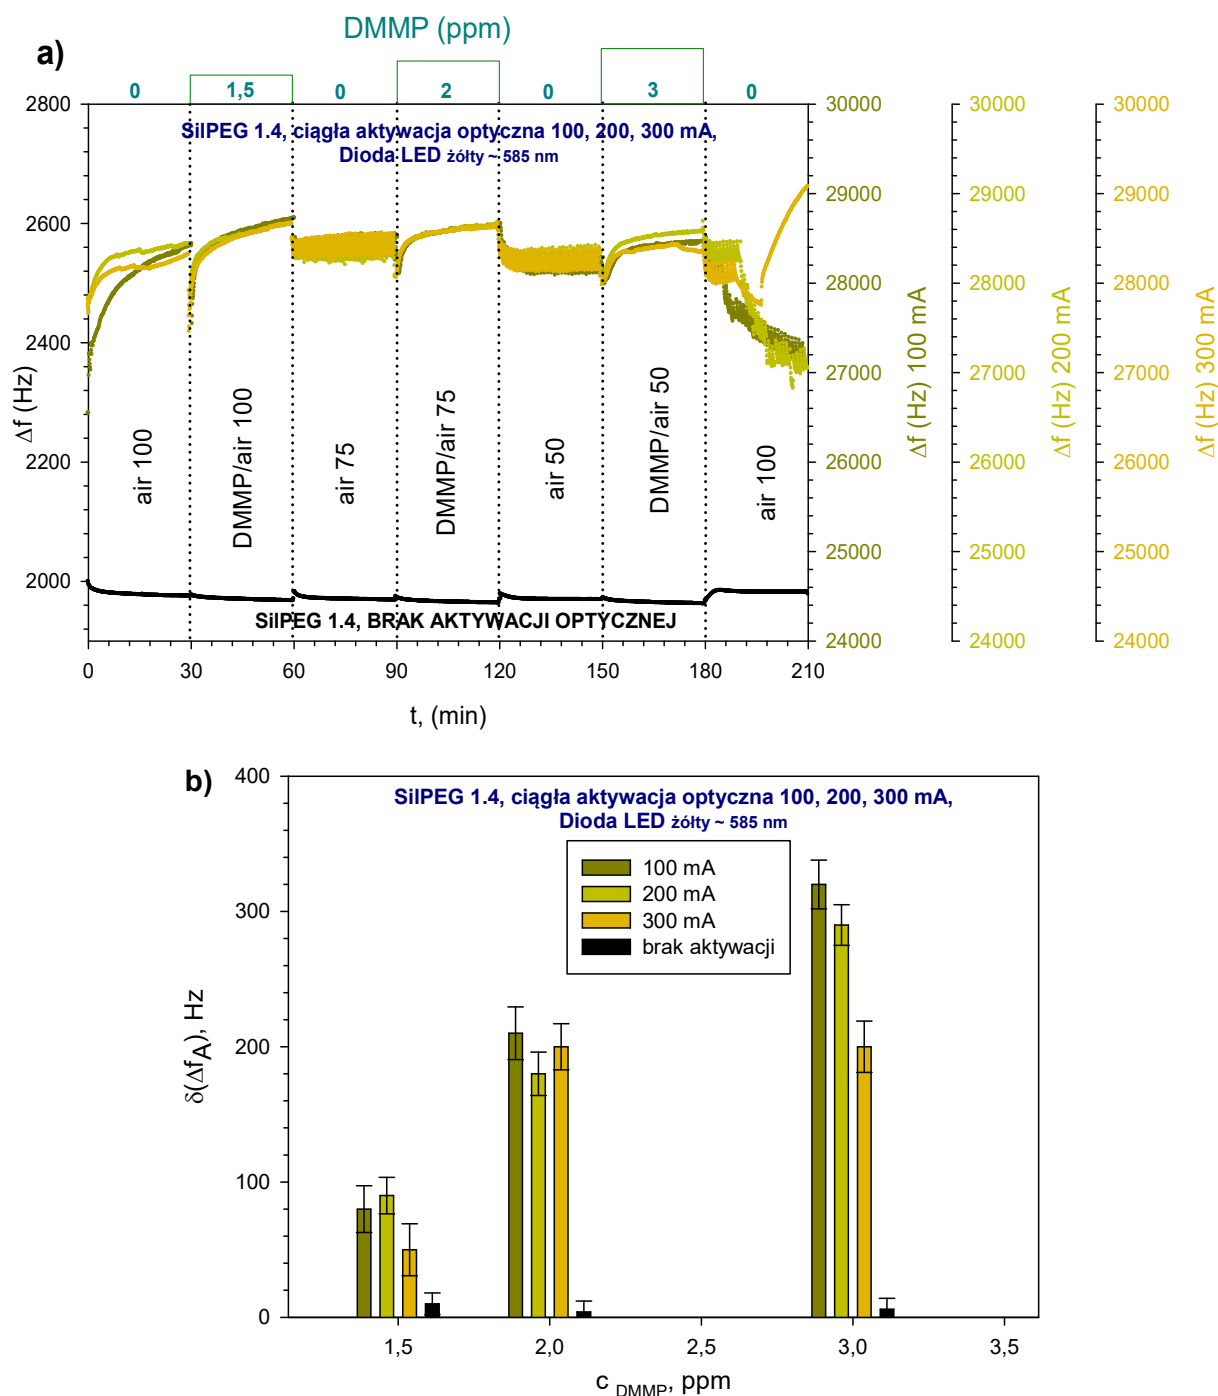 DMMP (ppm)
a)
0 1,5 0 2 0 3 0
2800 2600 2400 2200 2000
Δf (Hz)
SilPEG 1.4, ciągła aktywacja optyczna 100, 200, 300 mA,
Dioda LED żółty ~ 585 nm
air 100
DMMP/air 100
air 75
DMMP/air 75
air 50
DMMP/air 50
air 100
SilPEG 1.4, BRAK AKTYWACJI OPTYCZNEJ
30000 29000 28000 27000 26000 25000 24000
Δf (Hz) 100 mA
30000 29000 28000 27000 26000 25000 24000
Δf (Hz) 200 mA
30000 29000 28000 27000 26000 25000 24000
Δf (Hz) 300 mA
0 30 60 90 120 150 180 210
t, (min)
b)
400 300 200 100 0
δ(ΔfA), Hz
SilPEG 1.4, ciągła aktywacja optyczna 100, 200, 300 mA,
Dioda LED żółty ~ 585 nm
100 mA
200 mA
300 mA
brak aktywacji
1,5 2,0 2,5 3,0 3,5
c DMMP, ppm